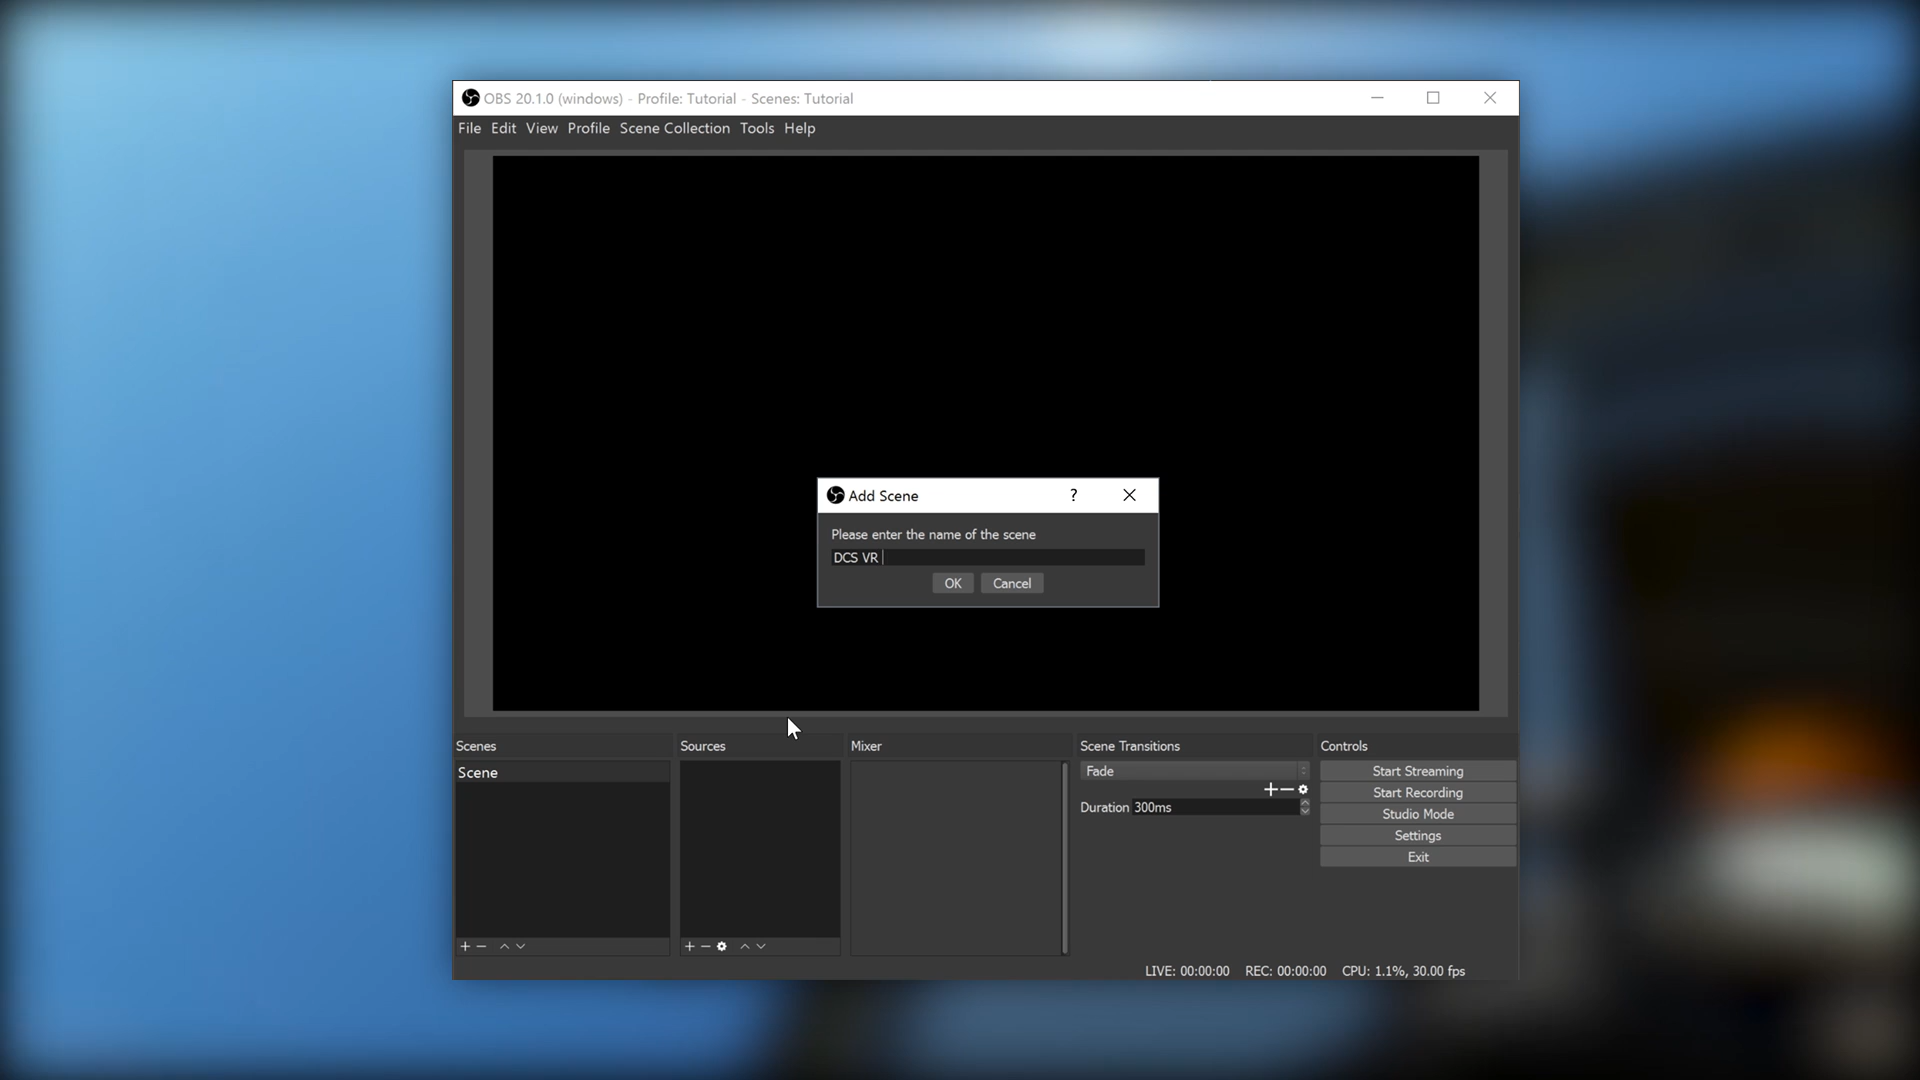 OBS 20.1.0 (windows) - Profile: Tutorial - Scenes: Tutorial
File Edit View Profile Scene Collection Tools Help
Add Scene ?
Please enter the name of the scene
DCS VR
OK Cancel
Scenes Sources Mixer Scene Transitions Controls
Scene
Fade
Duration 300ms
Start Streaming
Start Recording
Studio Mode
Settings
Exit
LIVE: 00:00:00 REC: 00:00:00 CPU: 1.1%, 30.00 fps